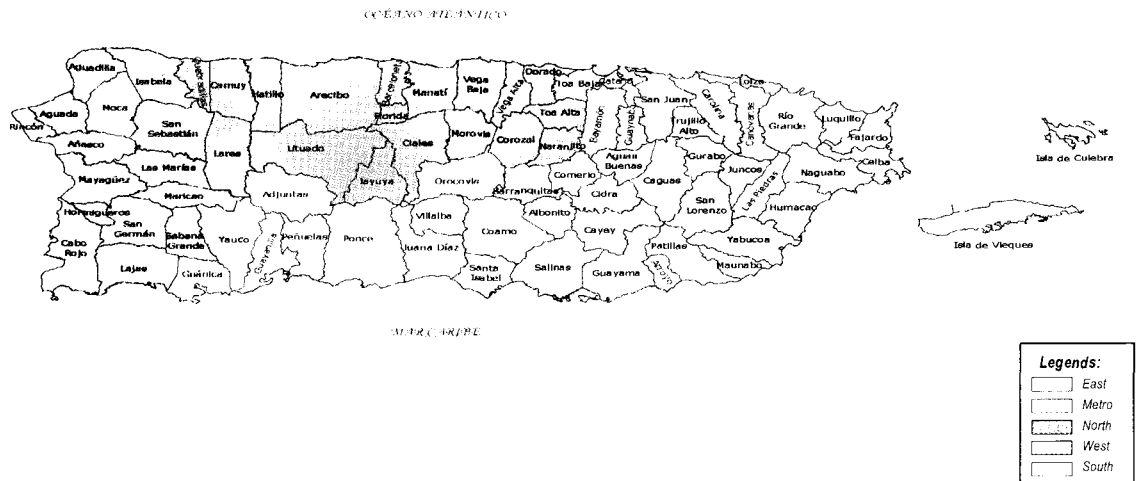 OCÉANO ATLÁNTICO
Aguadilla
Isabela
Quebradillas
Camuy
Hatillo
Arecibo
Barceloneta
Manatí
Vega Baja
Vega Alta
Dorado
Toa Baja
Cataño
Loiza
Aguada
Moca
San Sebastián
Florida
Toa Alta
Bayamón
Guaynabo
San Juan
Trujillo Alto
Carolina
Canovanas
Río Grande
Luquillo
Fajardo
Rincón
Añasco
Lares
Utuado
Ciales
Morovis
Corozal
Naranjito
Aguas Buenas
Gurabo
Juncos
Ceiba
Naguabo
Isla de Culebra
Mayagüez
Las Marías
Maricao
Adjuntas
Jayuya
Orocovis
Barranquitas
Comerío
Cidra
Caguas
San Lorenzo
Las Piedras
Humacao
Hormigueros
San Germán
Sabana Grande
Yauco
Guayanilla
Peñuelas
Ponce
Villalba
Juana Díaz
Coamo
Aibonito
Cayey
Patillas
Yabucoa
Maunabo
Isla de Vieques
Cabo Rojo
Lajas
Guánica
Santa Isabel
Salinas
Guayama
Arroyo
MAR CARIBE
Legends:
East
Metro
North
West
South